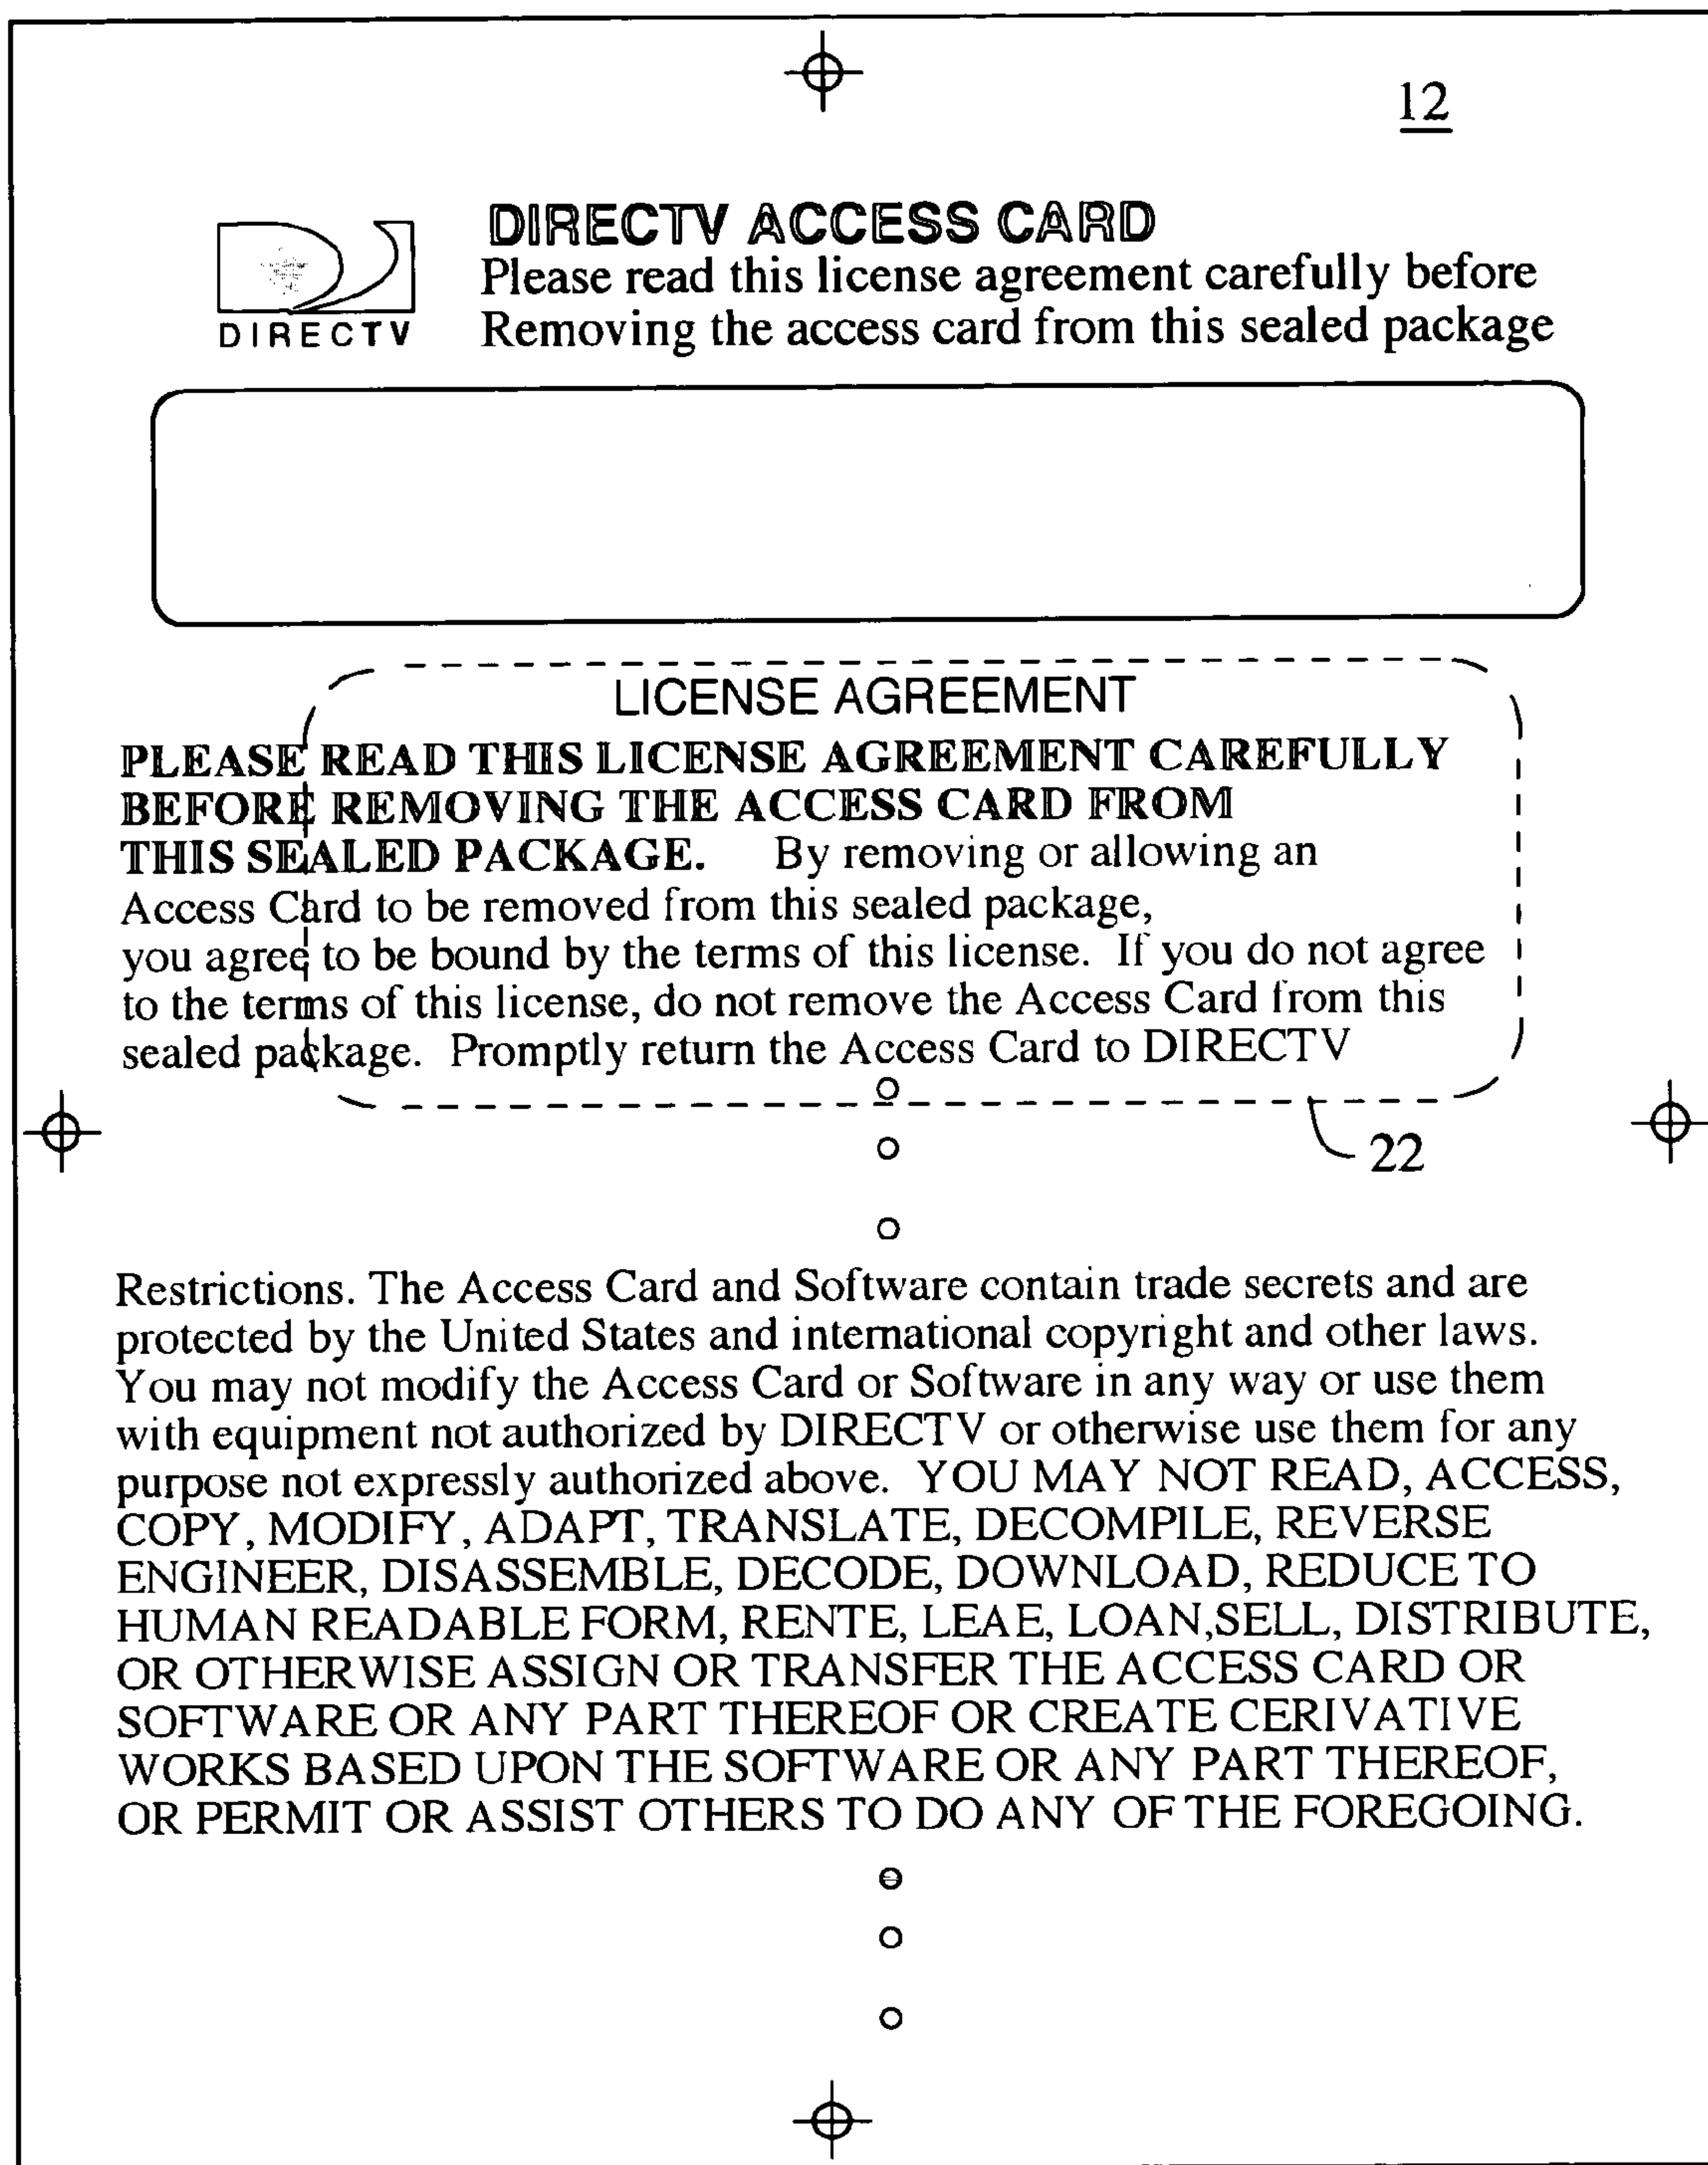 12
DIRECTV ACCESS CARD
Please read this license agreement carefully before
Removing the access card from this sealed package
DIRECTV
LICENSE AGREEMENT
PLEASE READ THIS LICENSE AGREEMENT CAREFULLY
BEFORE REMOVING THE ACCESS CARD FROM
THIS SEALED PACKAGE. By removing or allowing an
Access Card to be removed from this sealed package,
you agree to be bound by the terms of this license. If you do not agree
to the terms of this license, do not remove the Access Card from this
sealed package. Promptly return the Access Card to DIRECTV
22
Restrictions. The Access Card and Software contain trade secrets and are
protected by the United States and international copyright and other laws.
You may not modify the Access Card or Software in any way or use them
with equipment not authorized by DIRECTV or otherwise use them for any
purpose not expressly authorized above. YOU MAY NOT READ, ACCESS,
COPY, MODIFY, ADAPT, TRANSLATE, DECOMPILE, REVERSE
ENGINEER, DISASSEMBLE, DECODE, DOWNLOAD, REDUCE TO
HUMAN READABLE FORM, RENTE, LEAE, LOAN,SELL, DISTRIBUTE,
OR OTHERWISE ASSIGN OR TRANSFER THE ACCESS CARD OR
SOFTWARE OR ANY PART THEREOF OR CREATE CERIVATIVE
WORKS BASED UPON THE SOFTWARE OR ANY PART THEREOF,
OR PERMIT OR ASSIST OTHERS TO DO ANY OF THE FOREGOING.